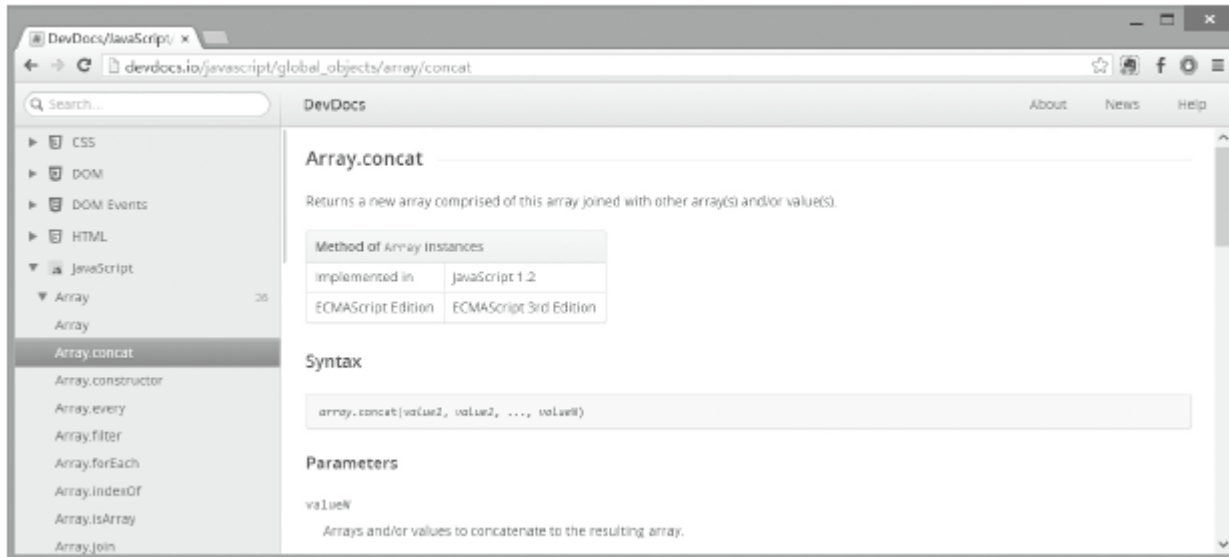 DevDocs/JavaScript/
devdocs.io/javascript/global_objects/array/concat
Search...
DevDocs
About
News
Help
CSS
DOM
DOM Events
HTML
JavaScript
Array
Array
Array.concat
Array.constructor
Array.every
Array.filter
Array.forEach
Array.indexOf
Array.isArray
Array.join
Array.concat
Returns a new array comprised of this array joined with other array(s) and/or value(s).
Method of Array instances
Implemented in JavaScript 1.2
ECMAScript Edition ECMAScript 3rd Edition
Syntax
array.concat(value1, value2, ..., valueN)
Parameters
valueN
Arrays and/or values to concatenate to the resulting array.